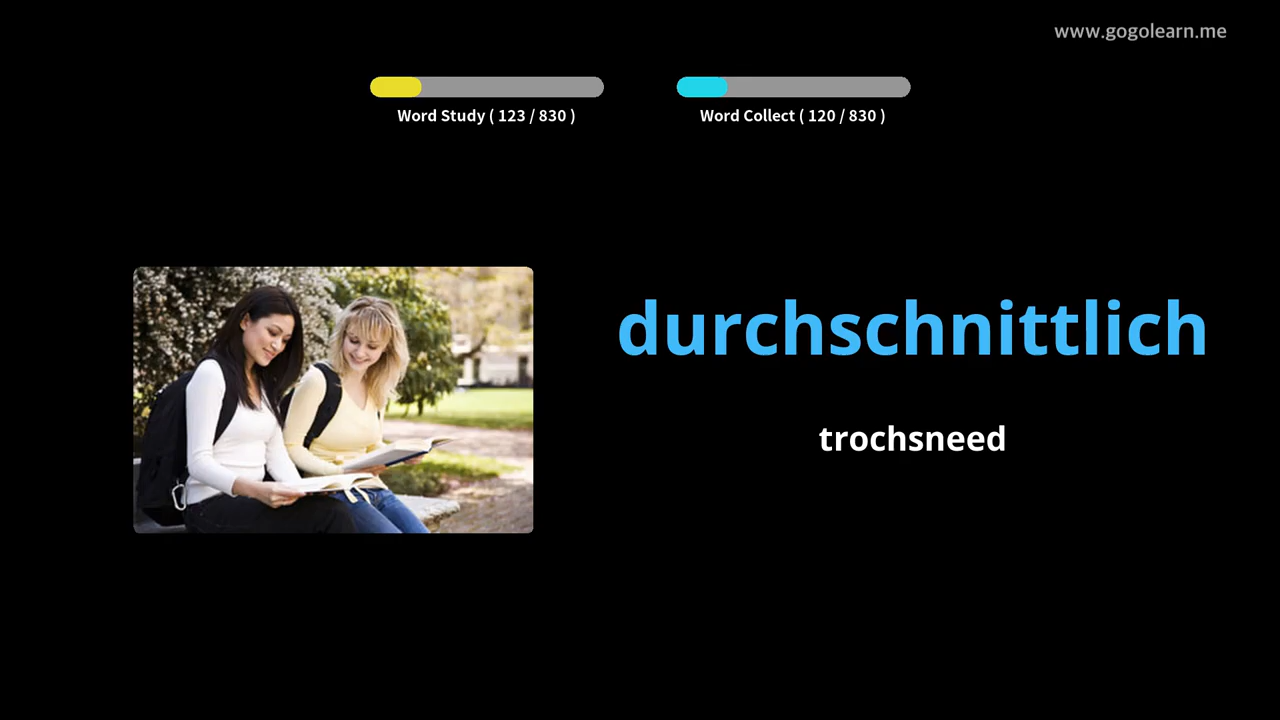 www.gogolearn.me
Word Study ( 123 / 830 )
Word Collect ( 120 / 830 )
durchschnittlich
trochsneed